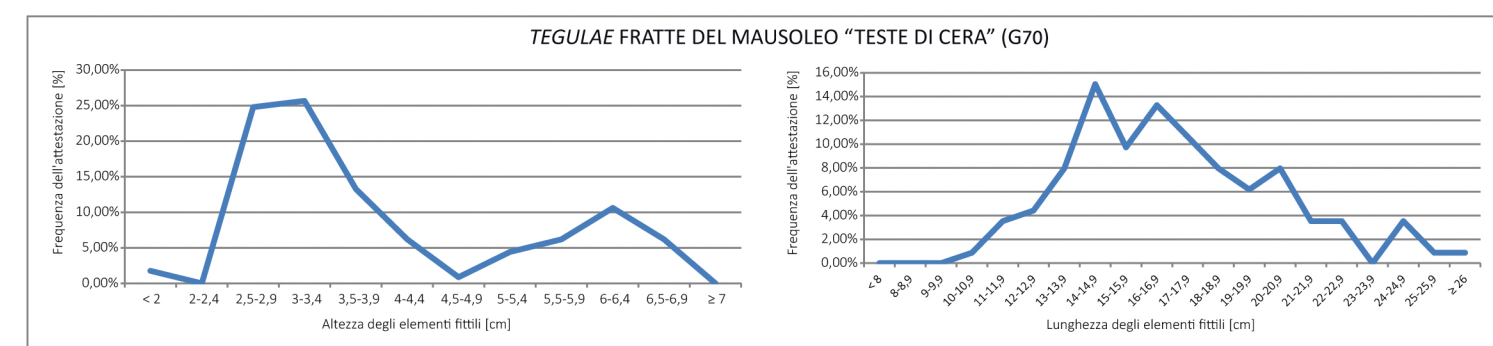 TEGULAE FRATTE DEL MAUSOLEO “TESTE DI CERA” (G70)
Frequenza dell'attestazione [%]
30,00%
25,00%
20,00%
15,00%
10,00%
5,00%
0,00%
< 2 2-2,4 2,5-2,9 3-3,4 3,5-3,9 4-4,4 4,5-4,9 5-5,4 5,5-5,9 6-6,4 6,5-6,9 ≥ 7
Altezza degli elementi fittili [cm]
Frequenza dell'attestazione [%]
16,00%
14,00%
12,00%
10,00%
8,00%
6,00%
4,00%
2,00%
0,00%
< 8 8-8,9 9-9,9 10-10,9 11-11,9 12-12,9 13-13,9 14-14,9 15-15,9 16-16,9 17-17,9 18-18,9 19-19,9 20-20,9 21-21,9 22-22,9 23-23,9 24-24,9 25-25,9 ≥ 26
Lunghezza degli elementi fittili [cm]